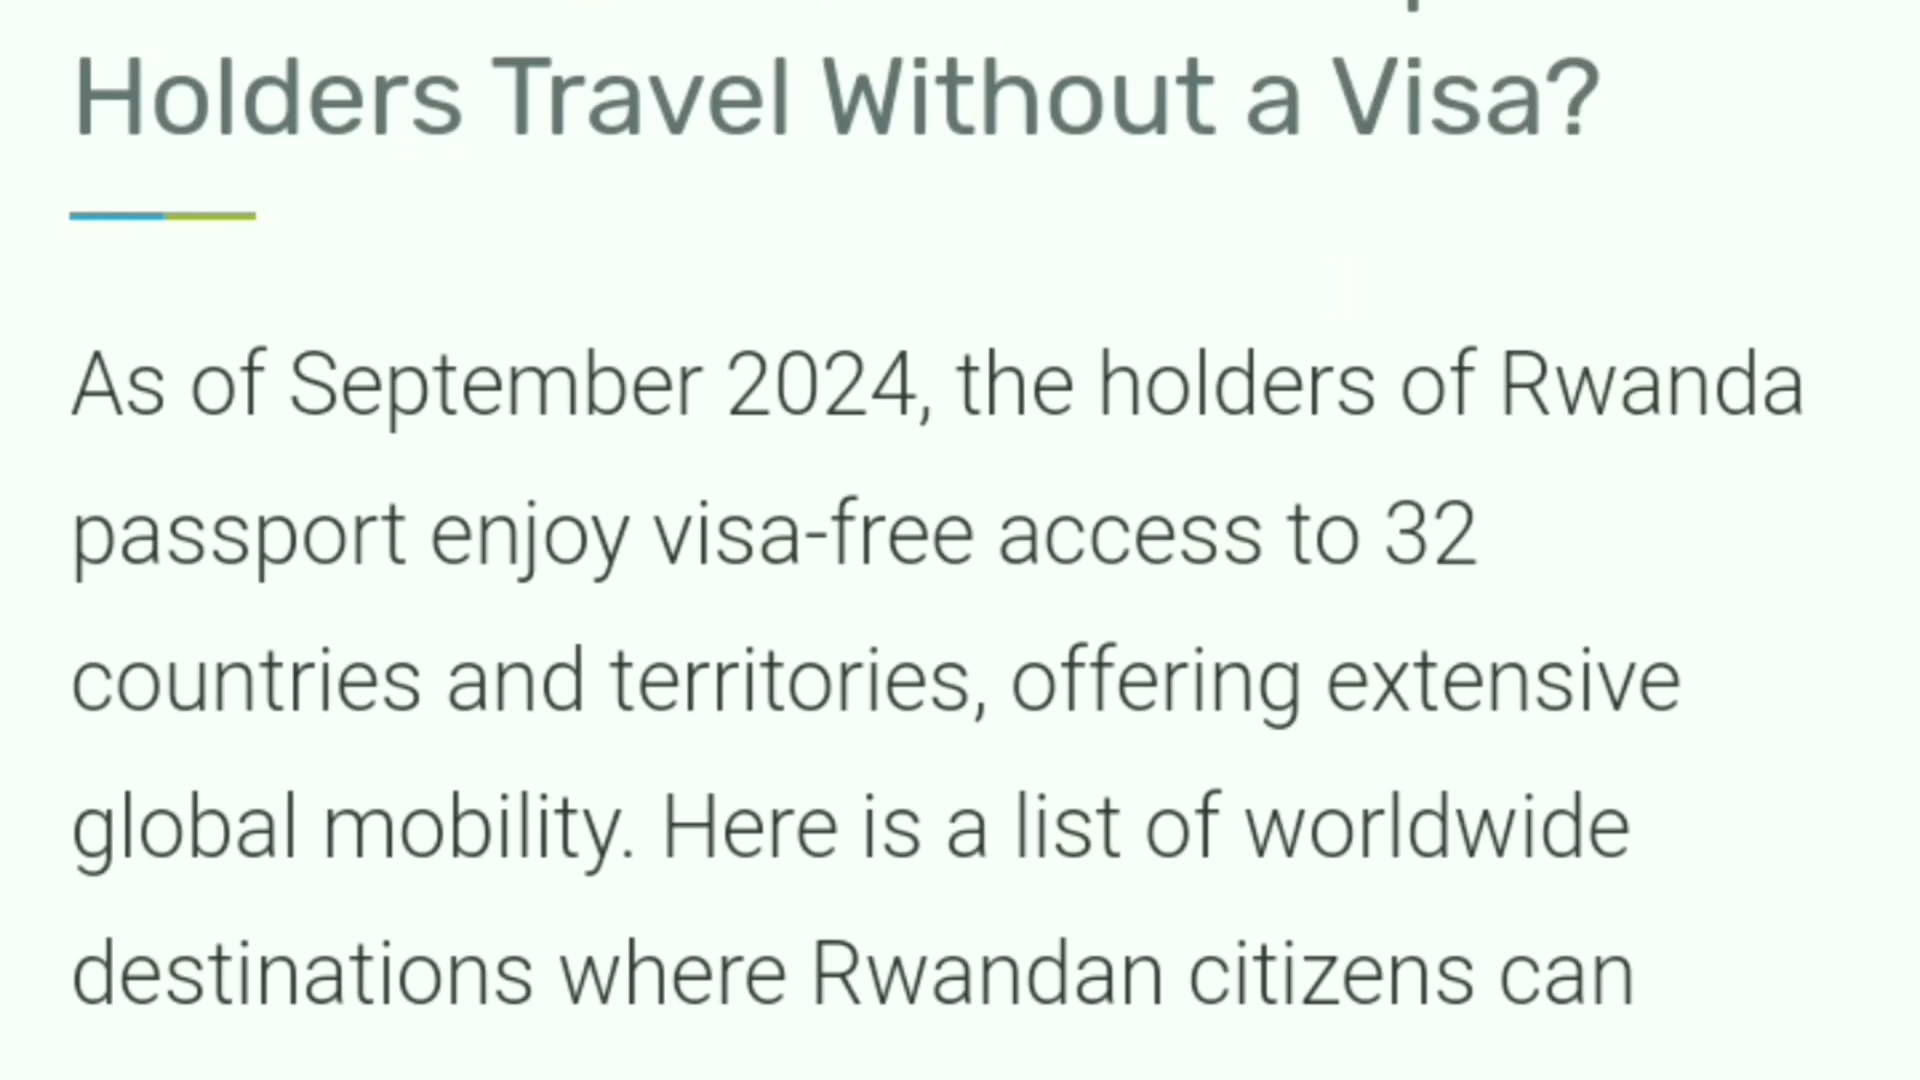 Holders Travel Without a Visa?
As of September 2024, the holders of Rwanda
passport enjoy visa-free access to 32
countries and territories, offering extensive
global mobility. Here is a list of worldwide
destinations where Rwandan citizens can